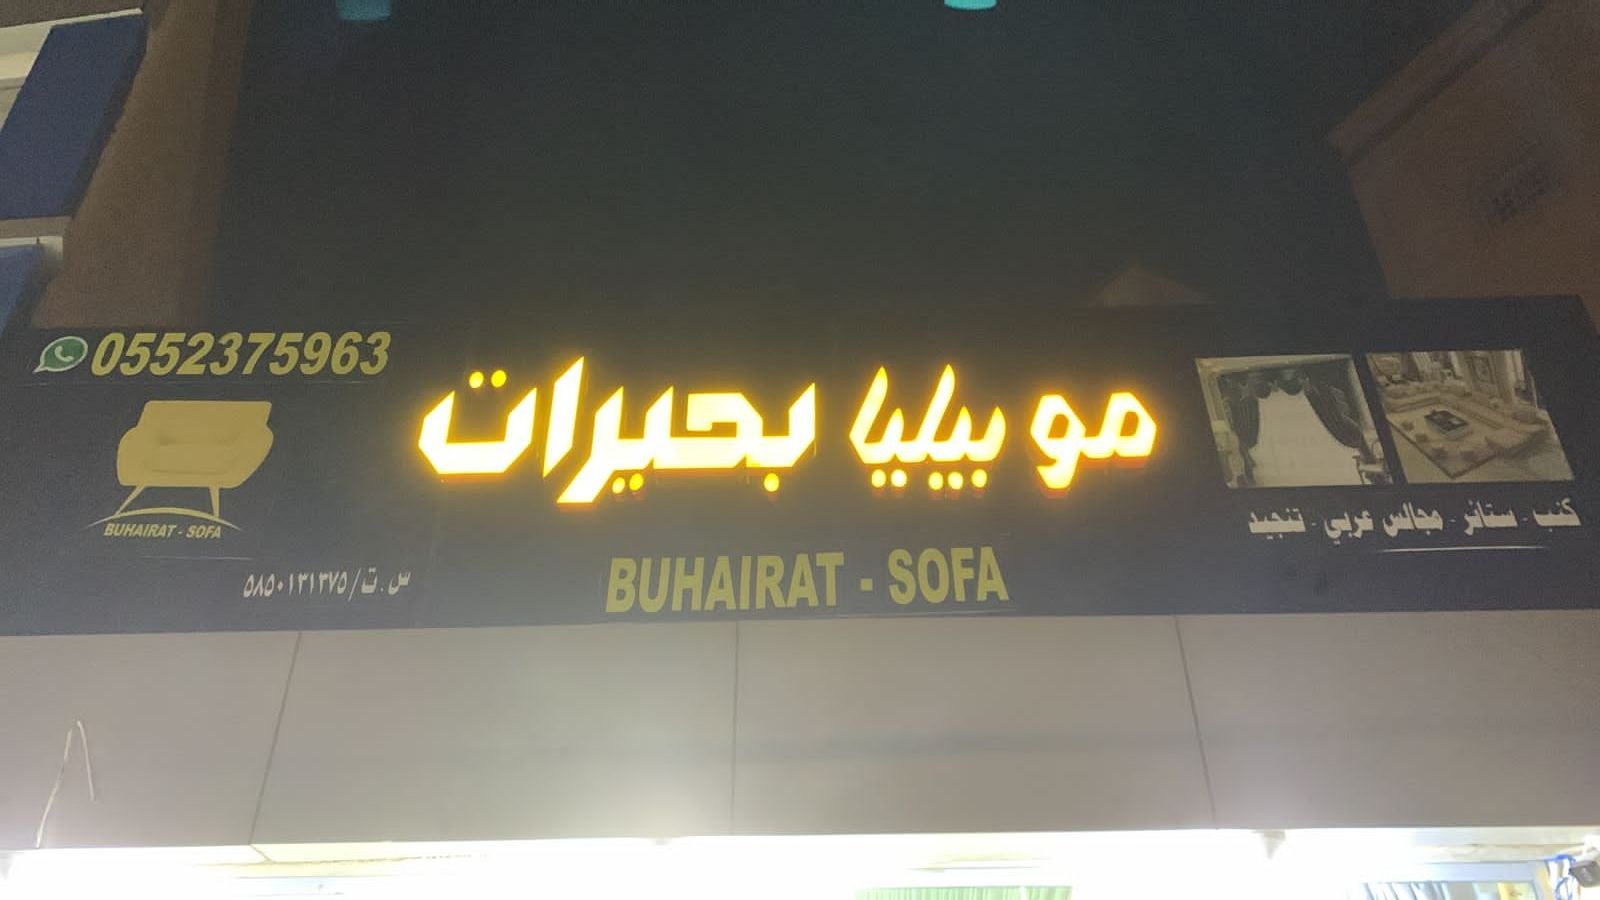 0552375963
موبيليا بحيرات
BUHAIRAT - SOFA
كنب - ستائر - مجالس عربي - تنجيد
BUHAIRAT - SOFA
س.ت/٥٨٥٠١٣١٣٧٥